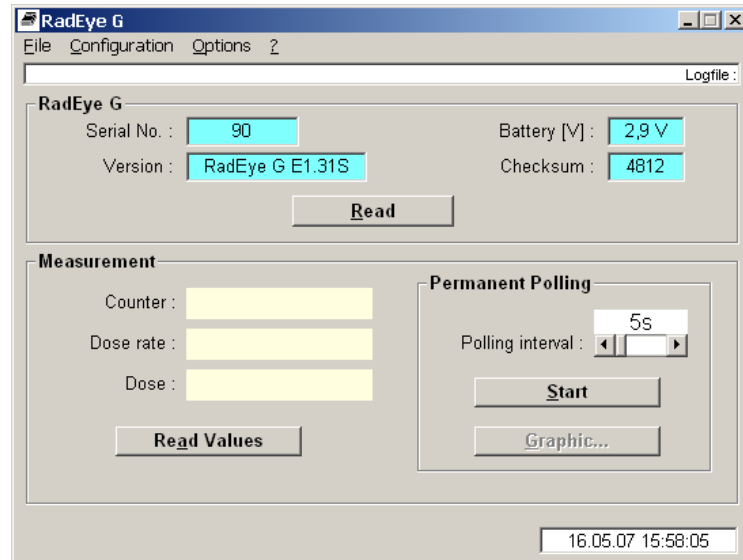 RadEye G
File Configuration Options ?
Logfile :
RadEye G
Serial No. : 90 Battery [V] : 2,9 V
Version : RadEye G E1.31S Checksum : 4812
Read
Measurement
Counter :
Dose rate :
Dose :
Read Values
Permanent Polling
5s
Polling interval :
Start
Graphic...
16.05.07 15:58:05